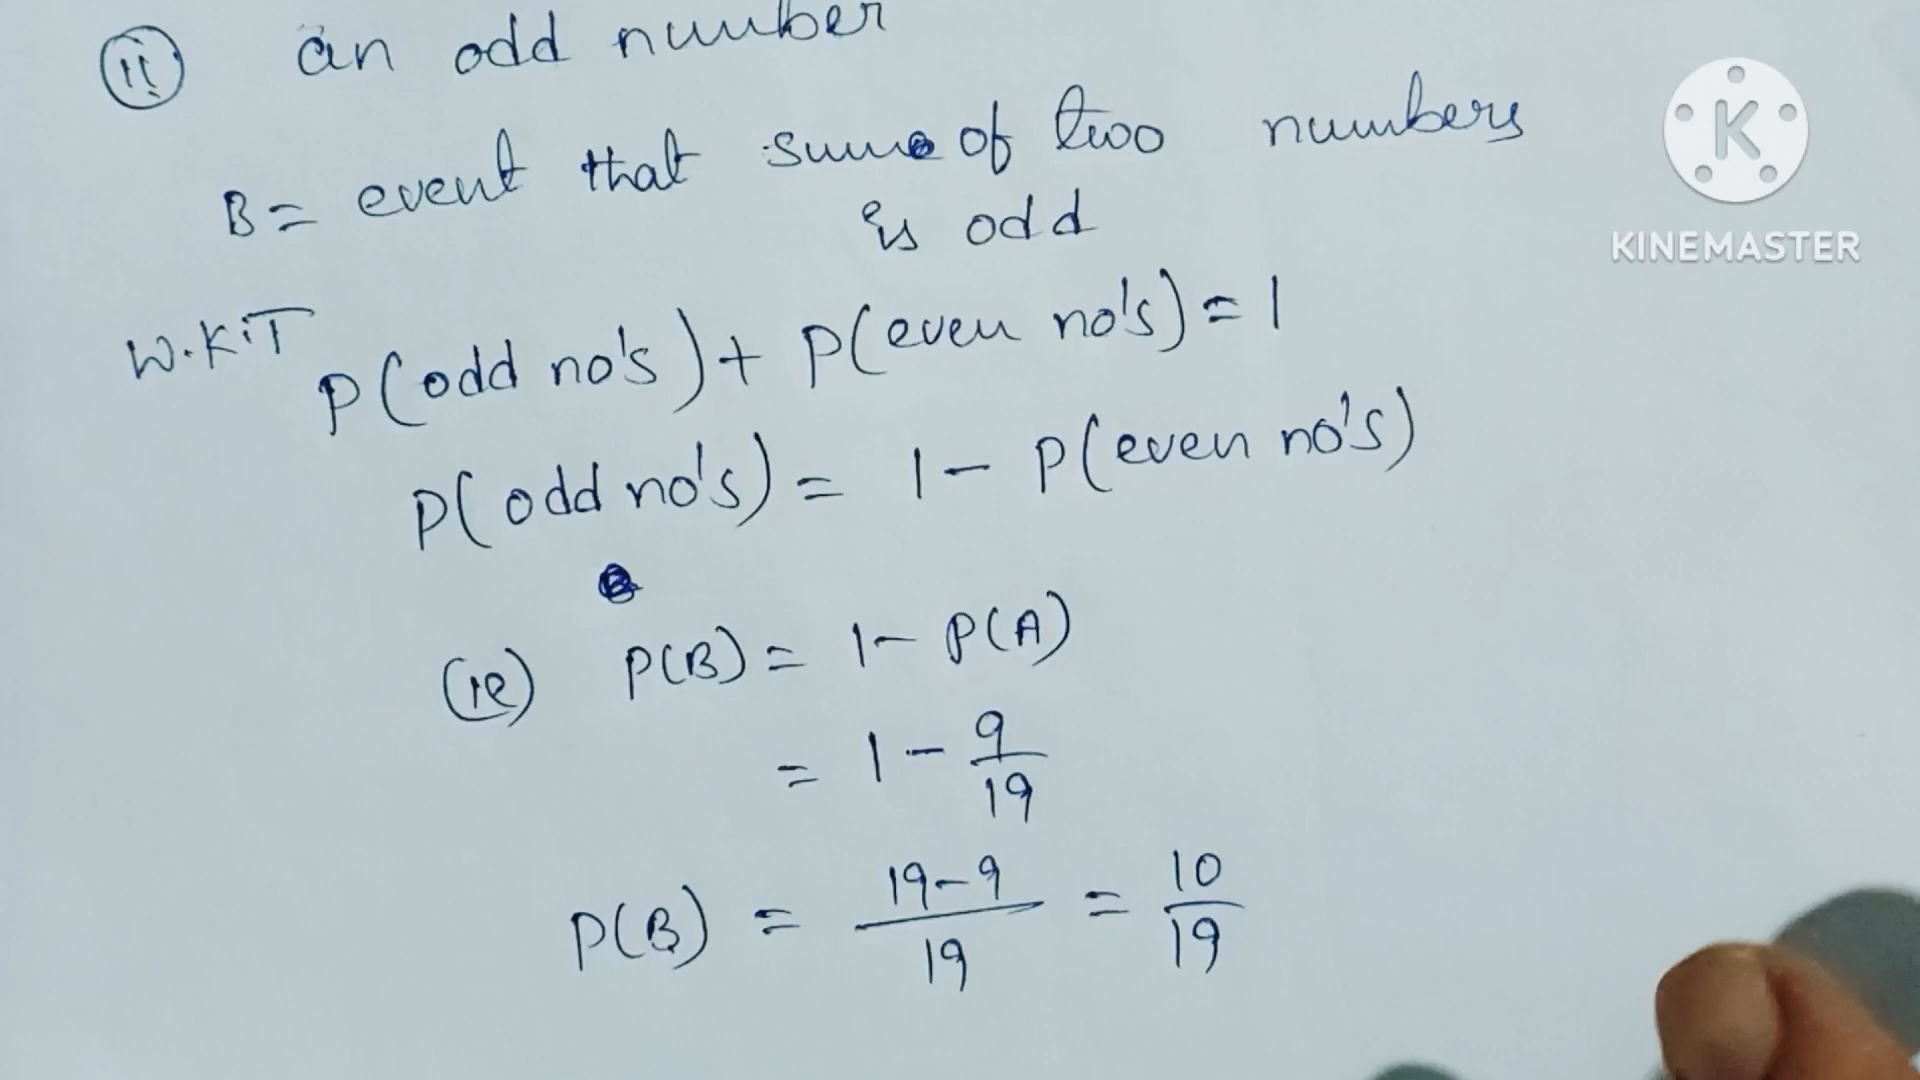 (ii) an odd number
B = event that sum of two numbers
is odd
W.K.T
P(odd no's) + P(even no's) = 1
P(odd no's) = 1 - P(even no's)
(ie) P(B) = 1 - P(A)
= 1 - 9/19
P(B) = 19-9/19 = 10/19
K
KINEMASTER